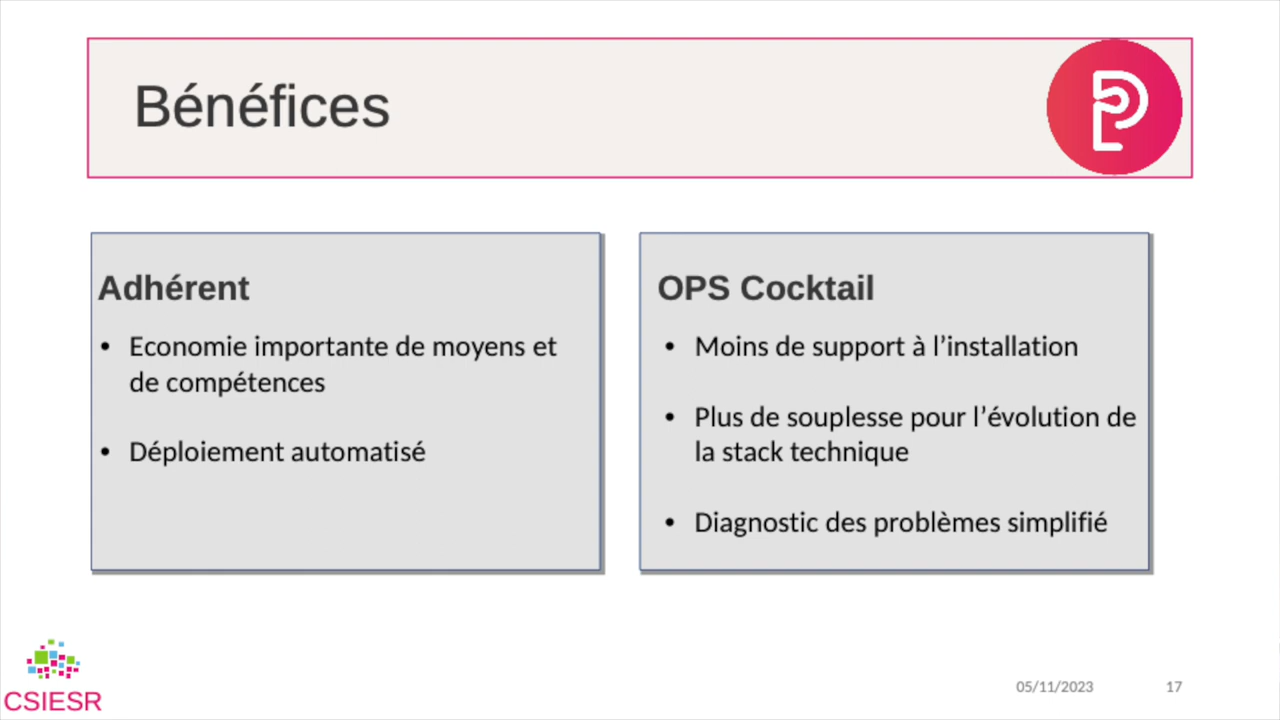 Bénéfices
Adhérent
• Economie importante de moyens et
de compétences
• Déploiement automatisé
OPS Cocktail
• Moins de support à l’installation
• Plus de souplesse pour l’évolution de
la stack technique
• Diagnostic des problèmes simplifié
CSIESR
05/11/2023
17